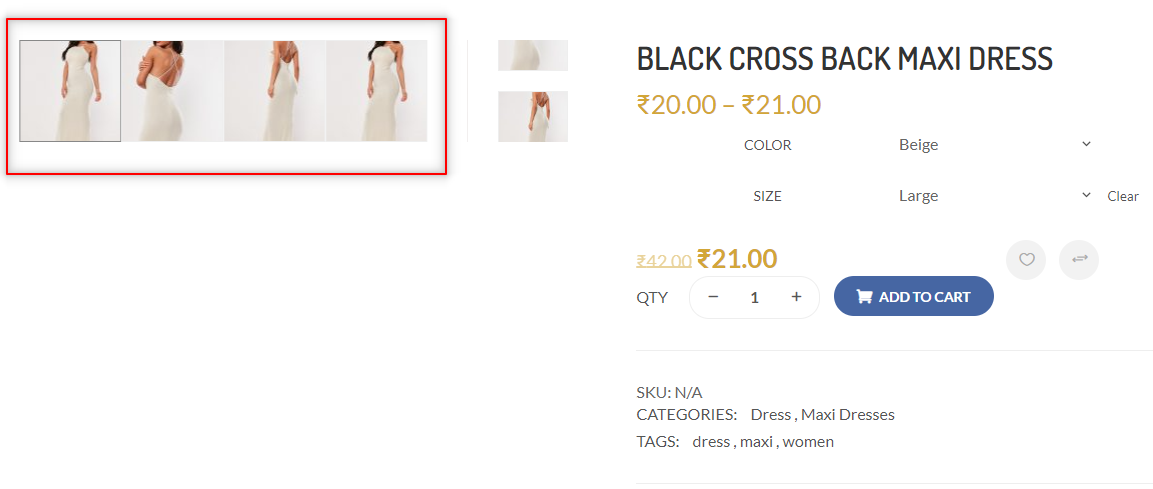 BLACK CROSS BACK MAXI DRESS
₹20.00 – ₹21.00
COLOR Beige
SIZE Large Clear
₹42.00 ₹21.00
QTY − 1 + ADD TO CART
SKU: N/A
CATEGORIES: Dress , Maxi Dresses
TAGS: dress , maxi , women